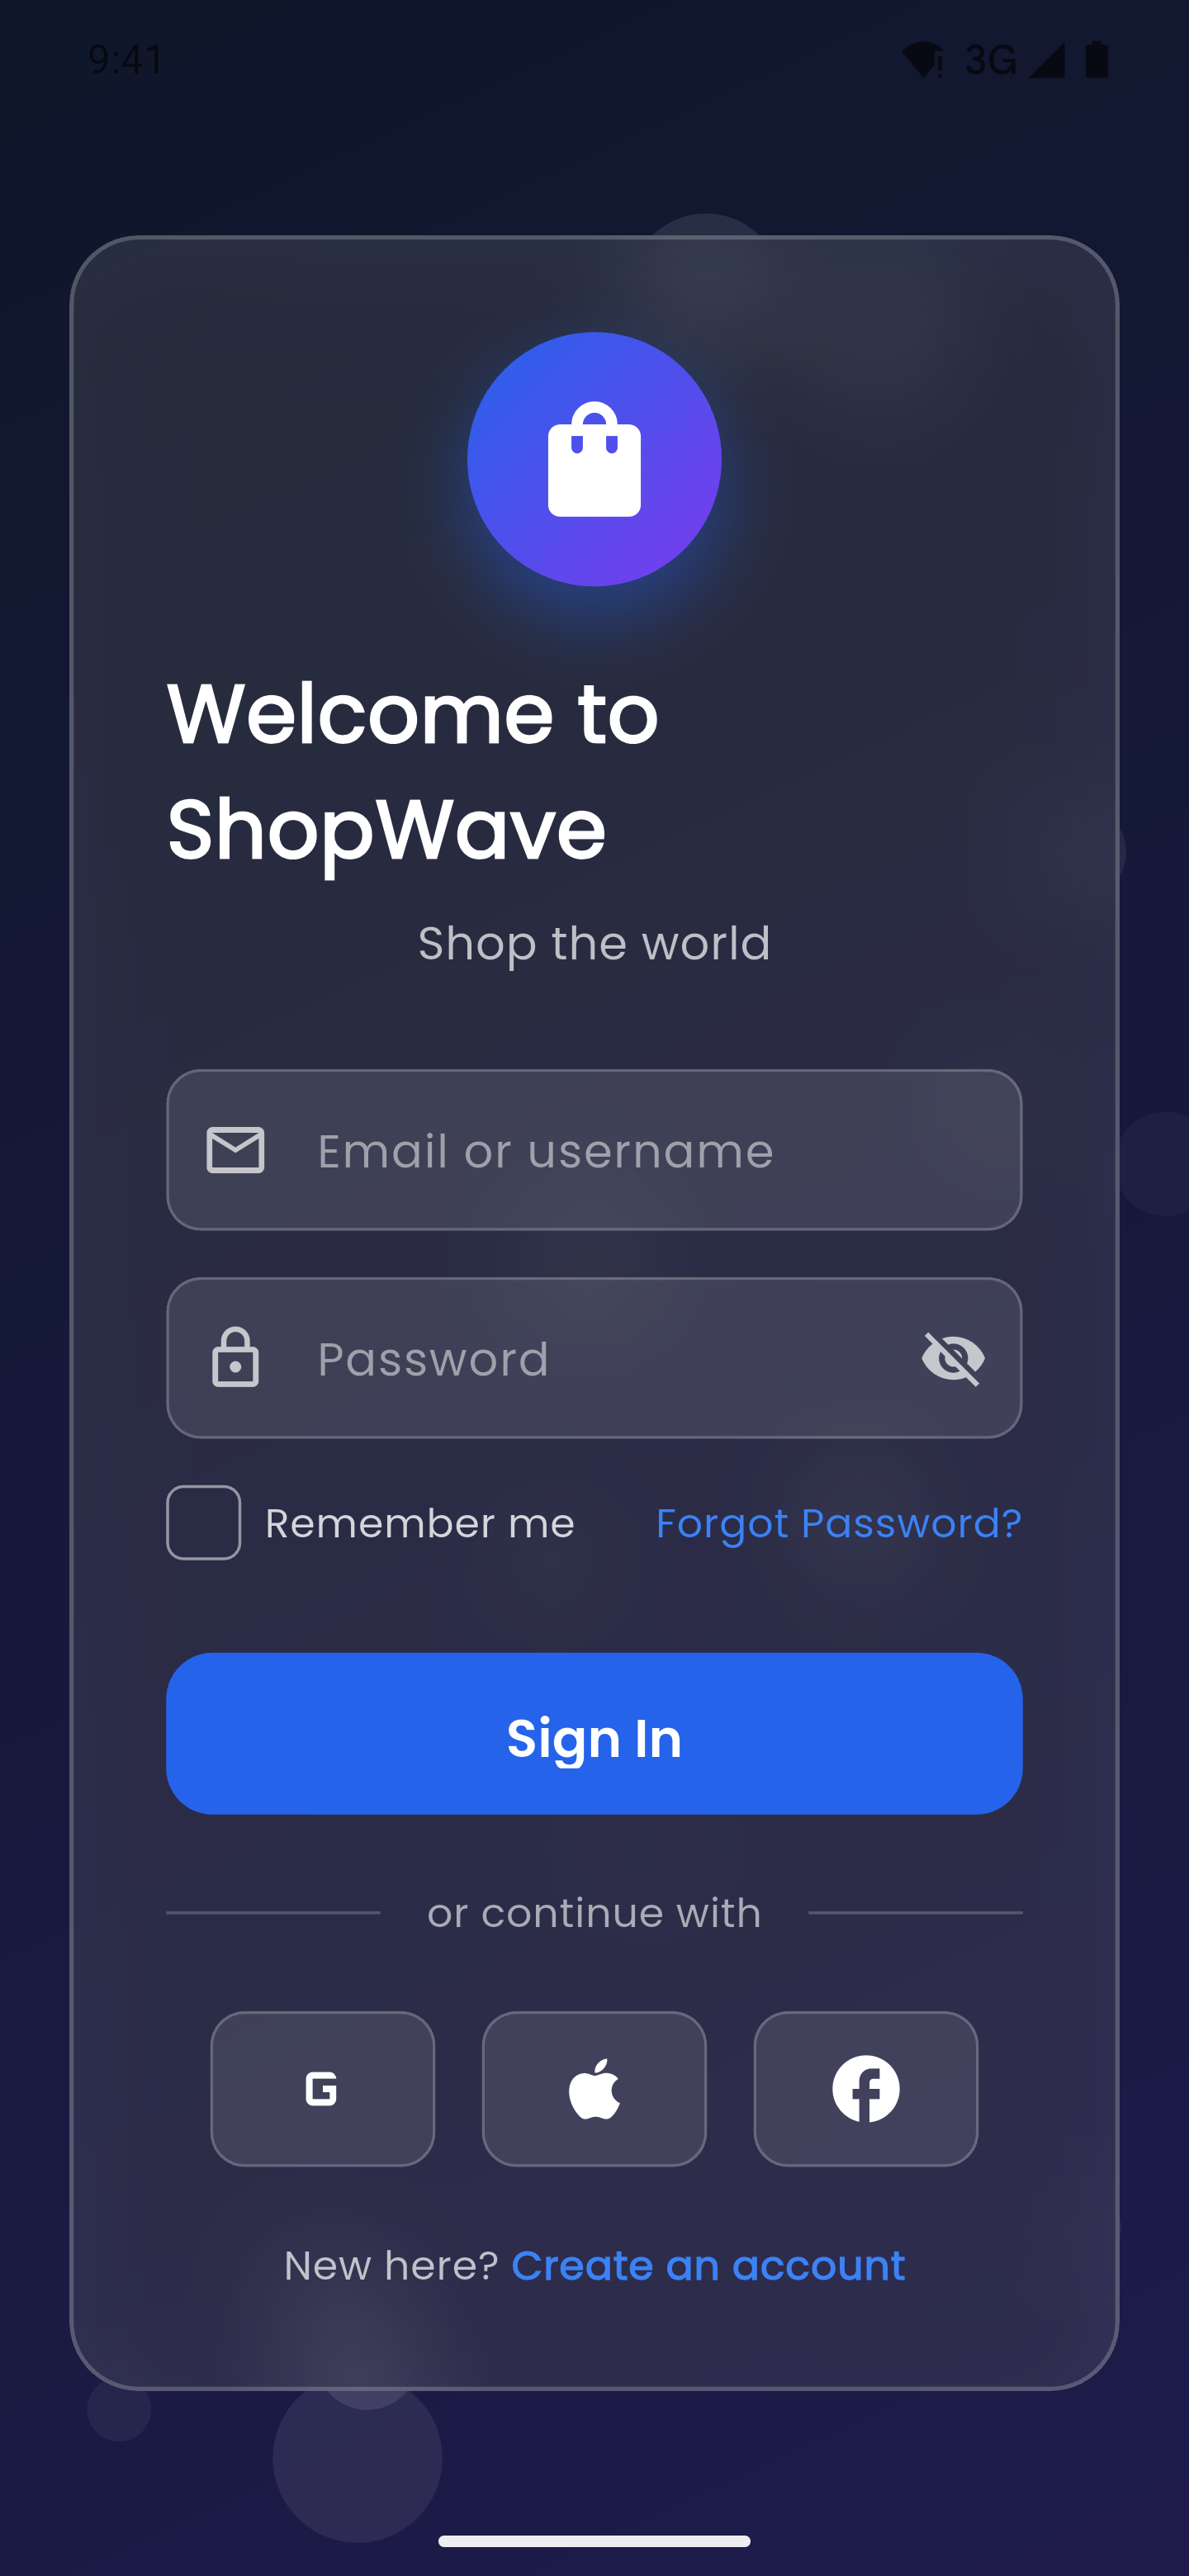 9:41
3G
Welcome to
ShopWave
Shop the world
Email or username
Password
Remember me
Forgot Password?
Sign In
or continue with
G
New here? Create an account